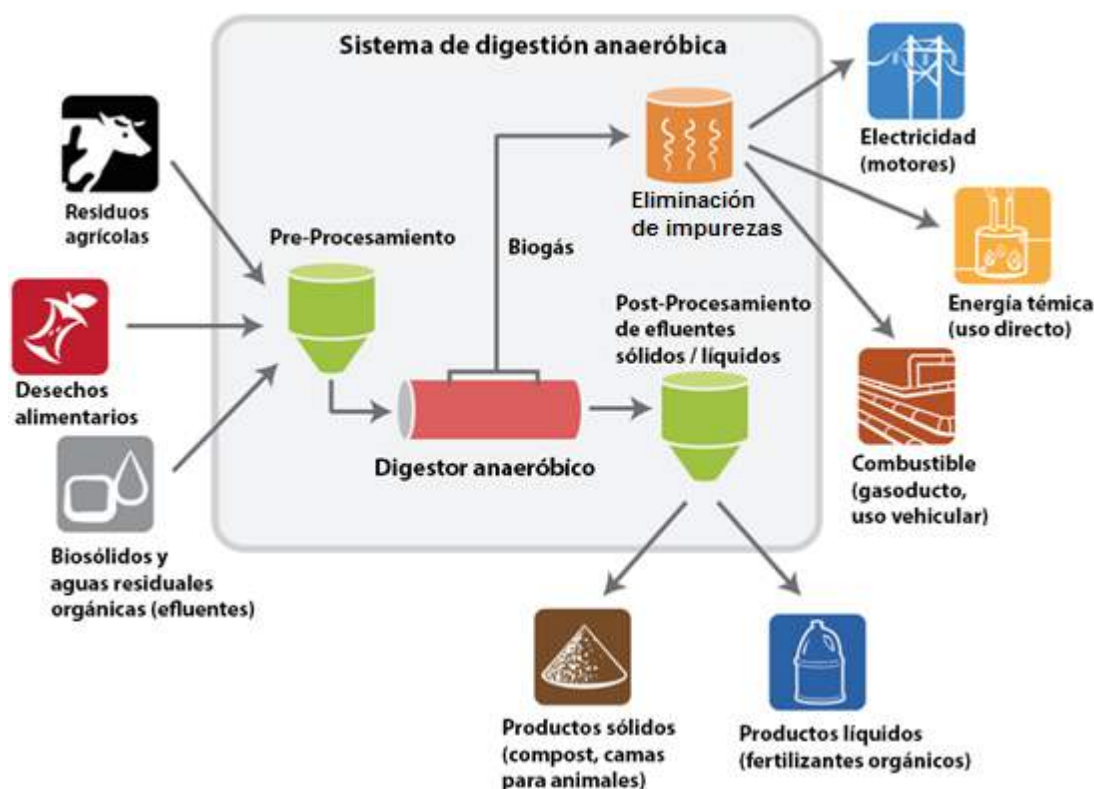 Sistema de digestión anaeróbica
Residuos
agrícolas
Desechos
alimentarios
Biosólidos y
aguas residuales
orgánicas (efluentes)
Pre-Procesamiento
Biogás
Eliminación
de impurezas
Digestor anaeróbico
Post-Procesamiento
de efluentes
sólidos / líquidos
Electricidad
(motores)
Energía témica
(uso directo)
Combustible
(gasoducto,
uso vehicular)
Productos sólidos
(compost, camas
para animales)
Productos líquidos
(fertilizantes orgánicos)